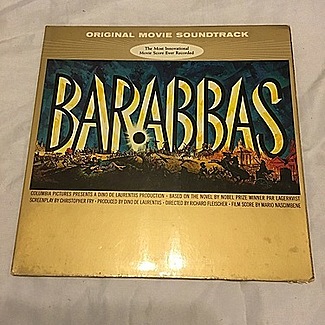 ORIGINAL MOVIE SOUNDTRACK
The Most International
Movie Score Ever Recorded
BARABBAS
COLUMBIA PICTURES PRESENTS A DINO DE LAURENTIIS PRODUCTION • BASED ON THE NOVEL BY NOBEL PRIZE WINNER PAR LAGERKVIST
SCREENPLAY BY CHRISTOPHER FRY • PRODUCED BY DINO DE LAURENTIIS • DIRECTED BY RICHARD FLEISCHER • FILM SCORE BY MARIO NASCIMBENE